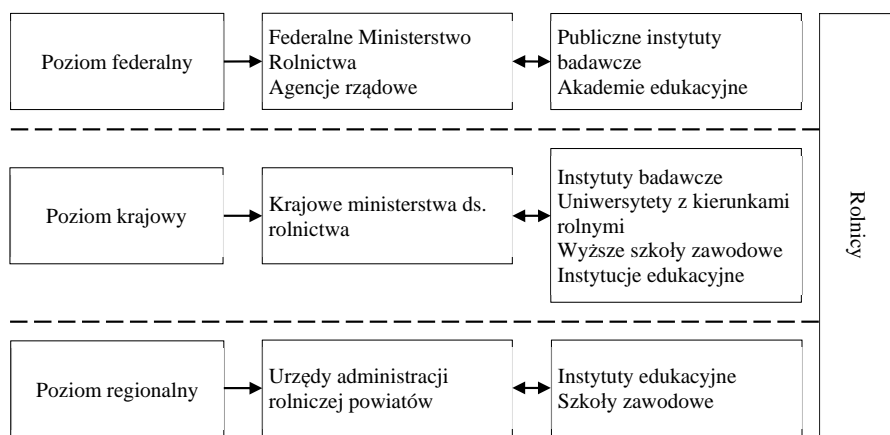 Poziom federalny
Federalne Ministerstwo
Rolnictwa
Agencje rządowe
Publiczne instytuty
badawcze
Akademie edukacyjne
Poziom krajowy
Krajowe ministerstwa ds.
rolnictwa
Instytuty badawcze
Uniwersytety z kierunkami
rolnymi
Wyższe szkoły zawodowe
Instytucje edukacyjne
Poziom regionalny
Urzędy administracji
rolniczej powiatów
Instytuty edukacyjne
Szkoły zawodowe
Rolnicy